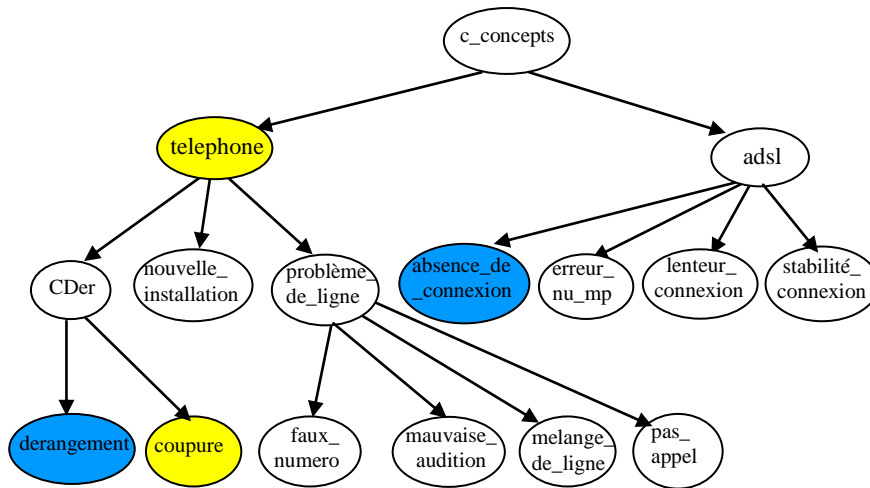 c_concepts
telephone
adsl
CDer
nouvelle_
installation
problème_
de_ligne
absence_de
_connexion
erreur_
nu_mp
lenteur_
connexion
stabilité_
connexion
derangement
coupure
faux_
numero
mauvaise_
audition
melange_
de_ligne
pas_
appel